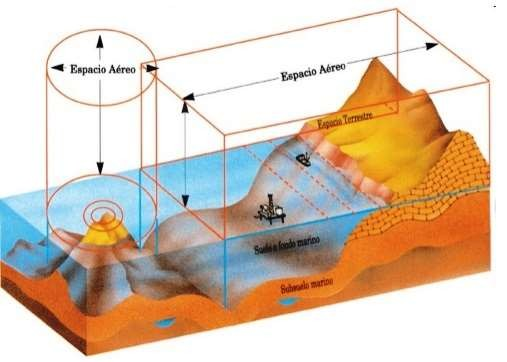 Espacio Aéreo
Espacio Aéreo
Espacio Terrestre
Suelo o fondo marino
Subsuelo marino